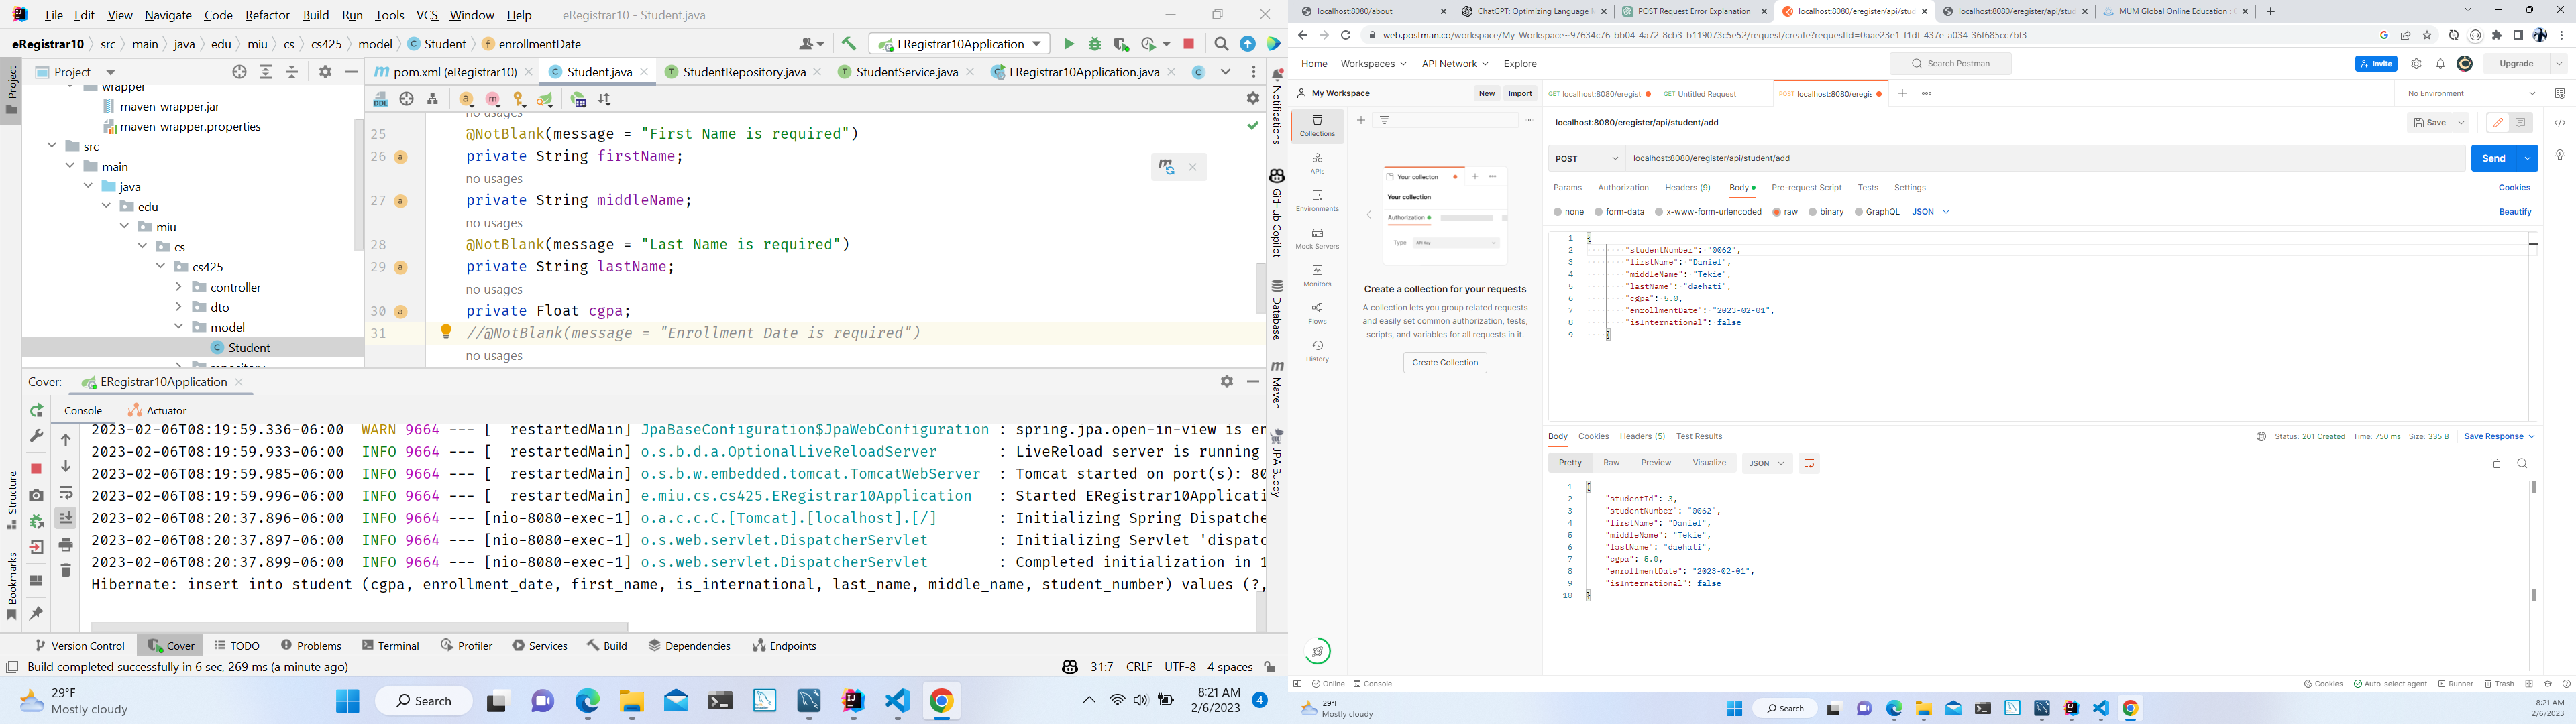 File Edit View Navigate Code Refactor Build Run Tools VCS Window Help eRegistrar10 - Student.java
eRegistrar10 src main java edu miu cs cs425 model Student enrollmentDate
ERegistrar10Application
Project
pom.xml (eRegistrar10) Student.java StudentRepository.java StudentService.java ERegistrar10Application.java
wrapper
maven-wrapper.jar
maven-wrapper.properties
src
main
java
edu
miu
cs
cs425
controller
dto
model
Student
no usages
25 @NotBlank(message = "First Name is required")
26 private String firstName;
no usages
27 private String middleName;
no usages
28 @NotBlank(message = "Last Name is required")
29 private String lastName;
no usages
30 private Float cgpa;
31 //@NotBlank(message = "Enrollment Date is required")
no usages
Project
Structure
Bookmarks
Notifications
GitHub Copilot
Database
Maven
JPA Buddy
Cover: ERegistrar10Application
Console Actuator
2023-02-06T08:19:59.336-06:00 WARN 9664 --- [ restartedMain] JpaBaseConfiguration$JpaWebConfiguration : spring.jpa.open-in-view is en
2023-02-06T08:19:59.933-06:00 INFO 9664 --- [ restartedMain] o.s.b.d.a.OptionalLiveReloadServer : LiveReload server is running
2023-02-06T08:19:59.985-06:00 INFO 9664 --- [ restartedMain] o.s.b.w.embedded.tomcat.TomcatWebServer : Tomcat started on port(s): 80
2023-02-06T08:19:59.996-06:00 INFO 9664 --- [ restartedMain] e.miu.cs.cs425.ERegistrar10Application : Started ERegistrar10Applicati
2023-02-06T08:20:37.896-06:00 INFO 9664 --- [nio-8080-exec-1] o.a.c.c.C.[Tomcat].[localhost].[/] : Initializing Spring Dispatche
2023-02-06T08:20:37.897-06:00 INFO 9664 --- [nio-8080-exec-1] o.s.web.servlet.DispatcherServlet : Initializing Servlet 'dispatc
2023-02-06T08:20:37.899-06:00 INFO 9664 --- [nio-8080-exec-1] o.s.web.servlet.DispatcherServlet : Completed initialization in 1
Hibernate: insert into student (cgpa, enrollment_date, first_name, is_international, last_name, middle_name, student_number) values (?,
Version Control Cover TODO Problems Terminal Profiler Services Build Dependencies Endpoints
Build completed successfully in 6 sec, 269 ms (a minute ago) 31:7 CRLF UTF-8 4 spaces
29°F
Mostly cloudy
Search
8:21 AM
2/6/2023
4
localhost:8080/about ChatGPT: Optimizing Language POST Request Error Explanation localhost:8080/eregister/api/stu localhost:8080/eregister/api/stu MUM Global Online Education :
web.postman.co/workspace/My-Workspace~97634c76-bb04-4a72-8cb3-b119073c5e52/request/create?requestId=0aae23e1-f1df-437e-a034-36f685cc7bf3
Home Workspaces API Network Explore Search Postman Invite Upgrade
My Workspace New Import
GET localhost:8080/eregist GET Untitled Request POST localhost:8080/eregis No Environment
Collections
APIs
Environments
Mock Servers
Monitors
Flows
History
Your collection
Your collection
Authorization
Type API Key
Create a collection for your requests
A collection lets you group related requests
and easily set common authorization, tests,
scripts, and variables for all requests in it.
Create Collection
localhost:8080/eregister/api/student/add Save
POST localhost:8080/eregister/api/student/add Send
Params Authorization Headers (9) Body Pre-request Script Tests Settings Cookies
none form-data x-www-form-urlencoded raw binary GraphQL JSON Beautify
1 {
2 "studentNumber": "0062",
3 "firstName": "Daniel",
4 "middleName": "Tekie",
5 "lastName": "daehati",
6 "cgpa": 5.0,
7 "enrollmentDate": "2023-02-01",
8 "isInternational": false
9 }
Body Cookies Headers (5) Test Results Status: 201 Created Time: 750 ms Size: 335 B Save Response
Pretty Raw Preview Visualize JSON
1 {
2 "studentId": 3,
3 "studentNumber": "0062",
4 "firstName": "Daniel",
5 "middleName": "Tekie",
6 "lastName": "daehati",
7 "cgpa": 5.0,
8 "enrollmentDate": "2023-02-01",
9 "isInternational": false
10 }
Online Console Cookies Auto-select agent Runner Trash
29°F
Mostly cloudy
Search
8:21 AM
2/6/2023